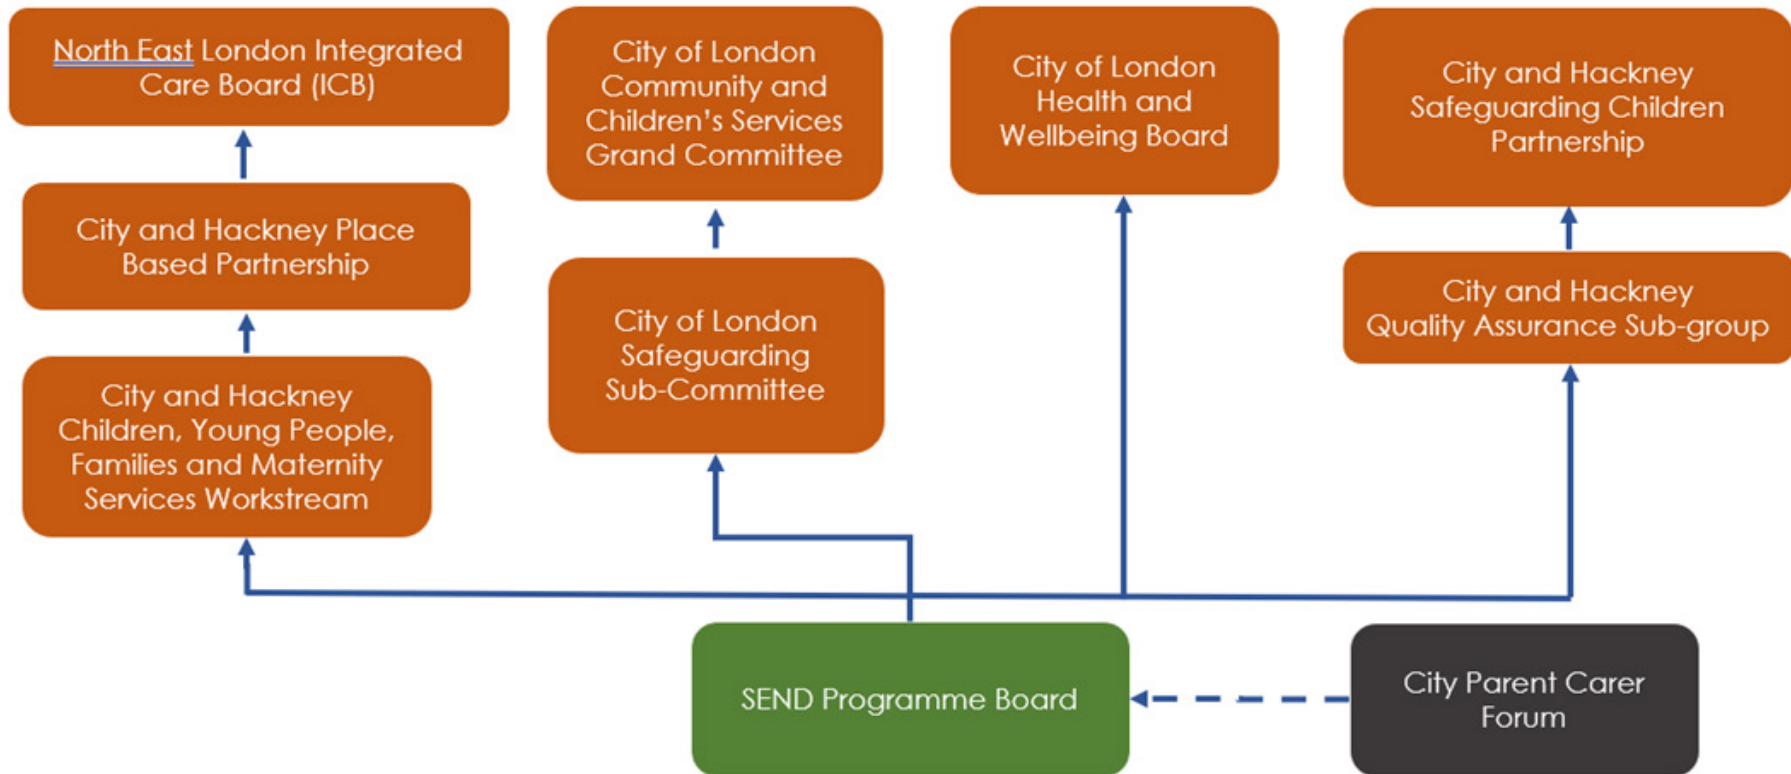 North East London Integrated
Care Board (ICB)
City of London
Community and
Children’s Services
Grand Committee
City of London
Health and
Wellbeing Board
City and Hackney
Safeguarding Children
Partnership
City and Hackney Place
Based Partnership
City of London
Safeguarding
Sub-Committee
City and Hackney
Quality Assurance Sub-group
City and Hackney
Children, Young People,
Families and Maternity
Services Workstream
SEND Programme Board
City Parent Carer
Forum